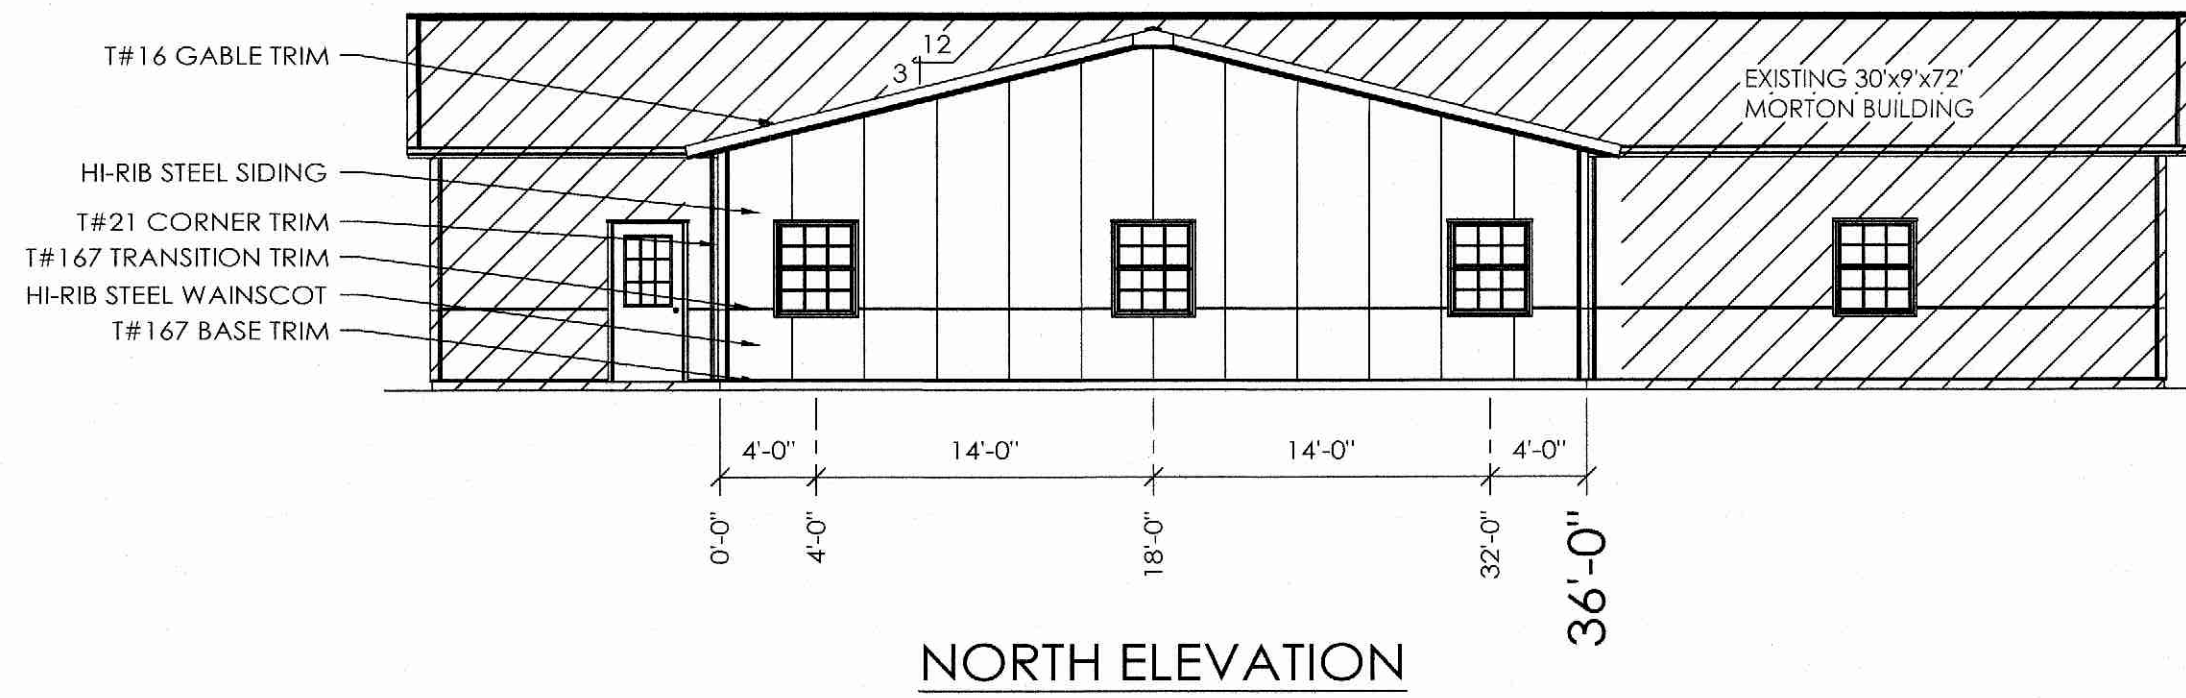 T#16 GABLE TRIM
12
3
EXISTING 30'x9'x72'
MORTON BUILDING
HI-RIB STEEL SIDING
T#21 CORNER TRIM
T#167 TRANSITION TRIM
HI-RIB STEEL WAINSCOT
T#167 BASE TRIM
4'-0" 14'-0" 14'-0" 4'-0"
0'-0" 4'-0" 18'-0" 32'-0" 36'-0"
NORTH ELEVATION